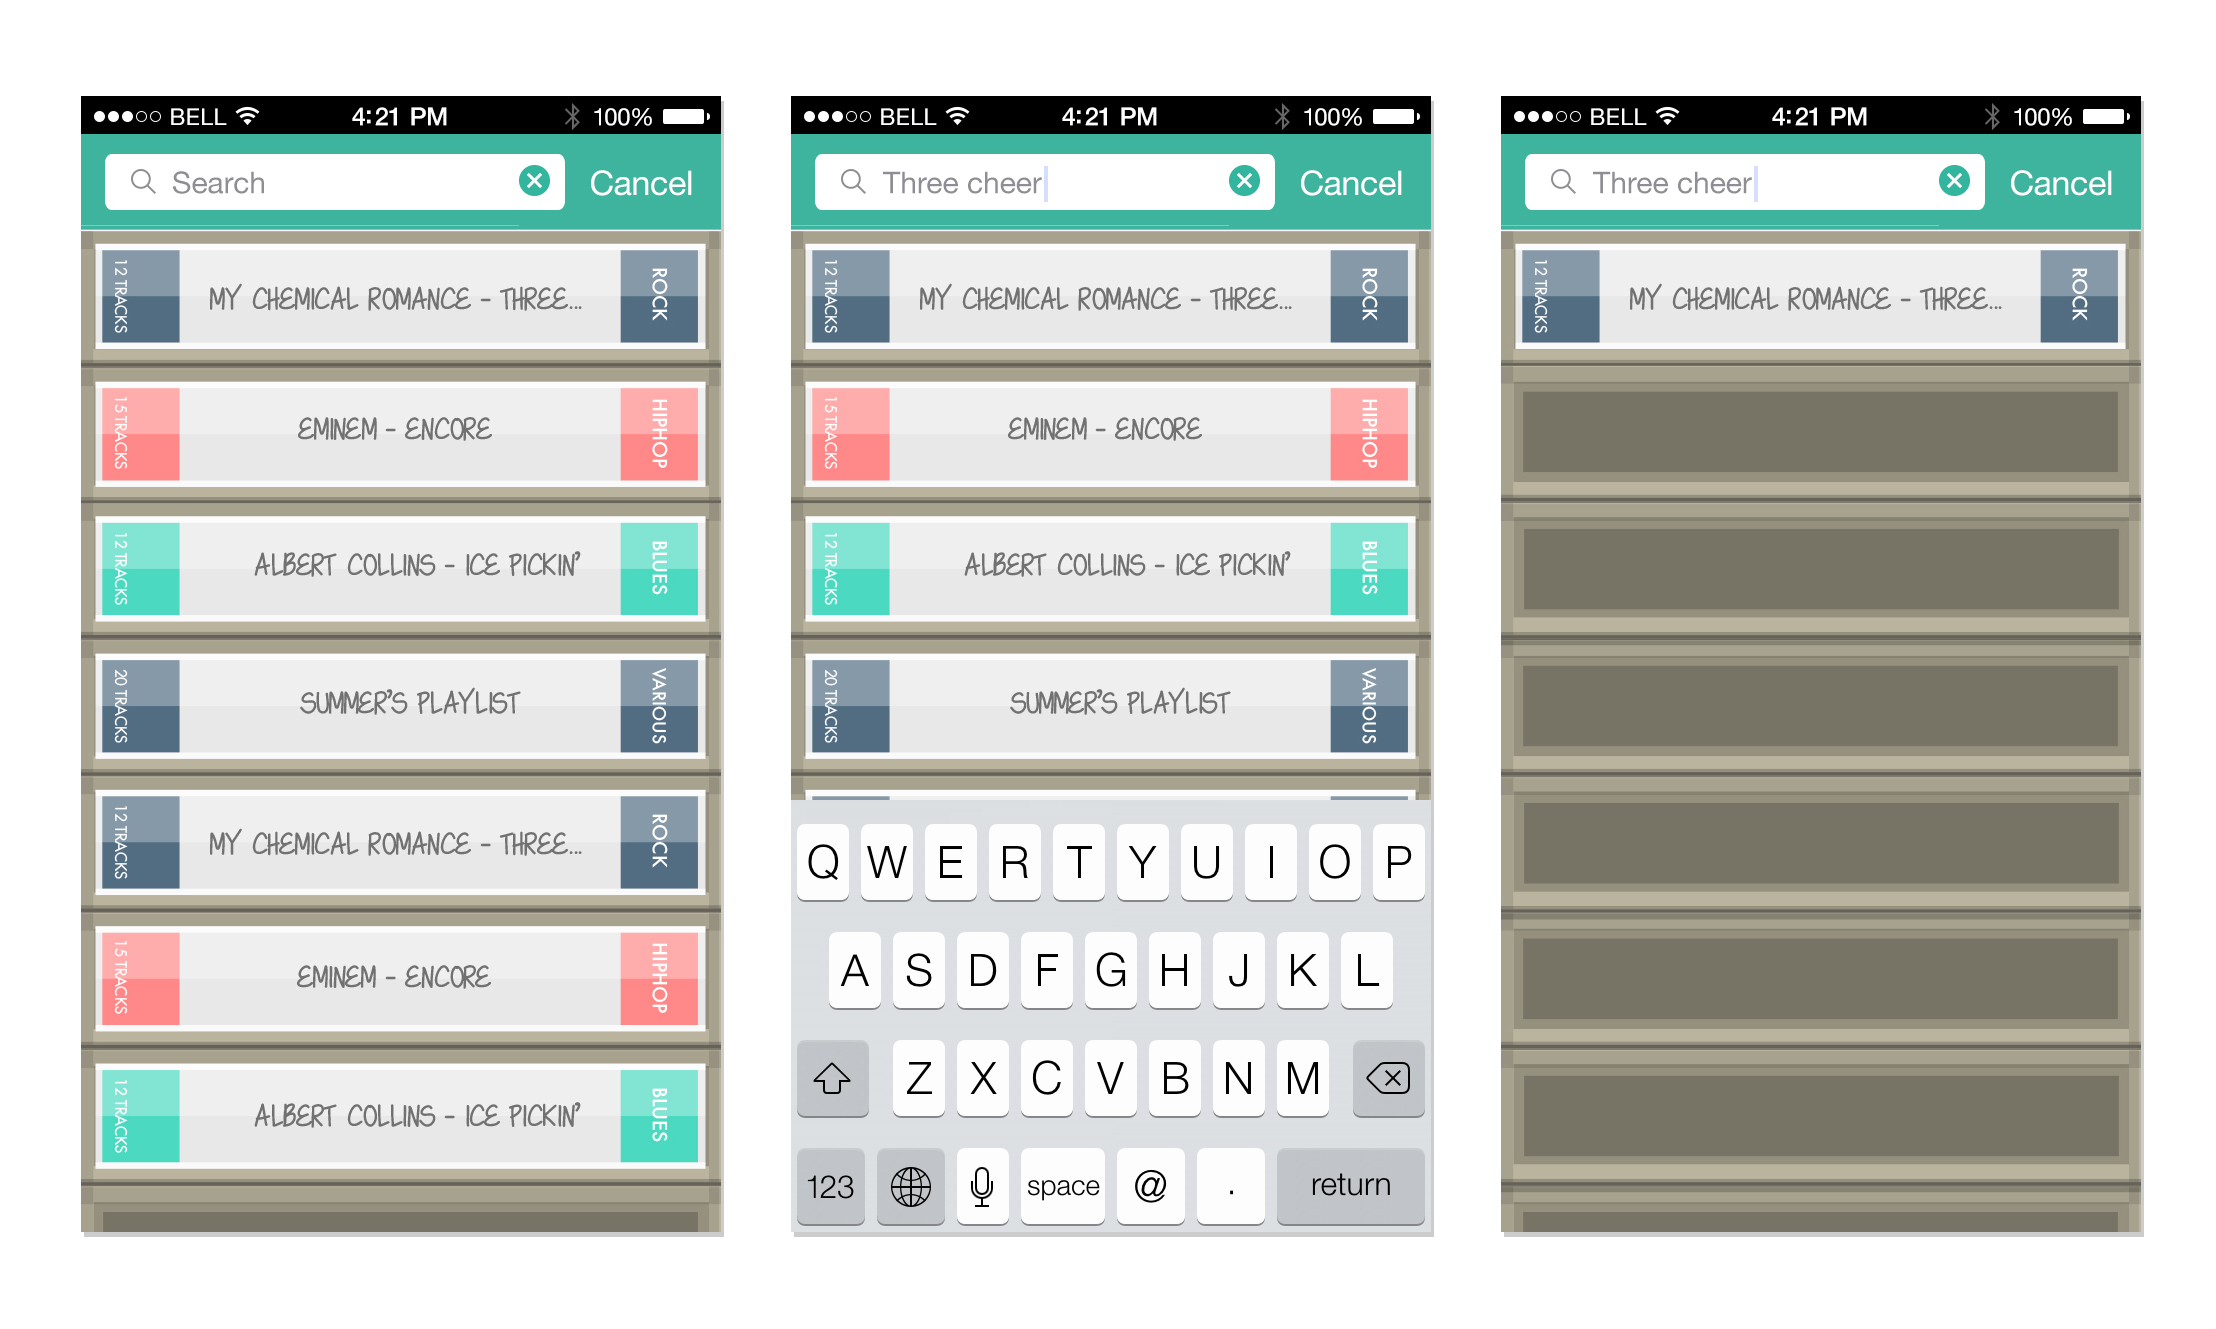 BELL 4:21 PM 100%
Search Cancel
12 TRACKS MY CHEMICAL ROMANCE - THREE... ROCK
15 TRACKS EMINEM - ENCORE HIPHOP
12 TRACKS ALBERT COLLINS - ICE PICKIN' BLUES
20 TRACKS SUMMER'S PLAYLIST VARIOUS
12 TRACKS MY CHEMICAL ROMANCE - THREE... ROCK
15 TRACKS EMINEM - ENCORE HIPHOP
12 TRACKS ALBERT COLLINS - ICE PICKIN' BLUES
BELL 4:21 PM 100%
Three cheer Cancel
12 TRACKS MY CHEMICAL ROMANCE - THREE... ROCK
15 TRACKS EMINEM - ENCORE HIPHOP
12 TRACKS ALBERT COLLINS - ICE PICKIN' BLUES
20 TRACKS SUMMER'S PLAYLIST VARIOUS
Q W E R T Y U I O P
A S D F G H J K L
Z X C V B N M
123 space @ . return
BELL 4:21 PM 100%
Three cheer Cancel
12 TRACKS MY CHEMICAL ROMANCE - THREE... ROCK